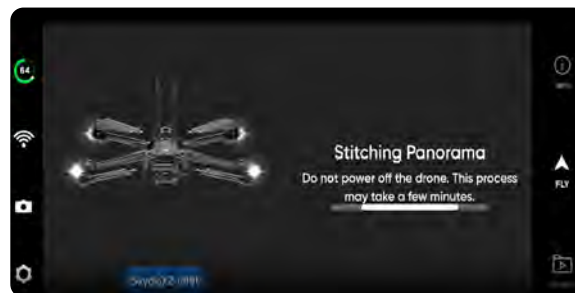 64
Stitching Panorama
Do not power off the drone. This process
may take a few minutes.
FLY